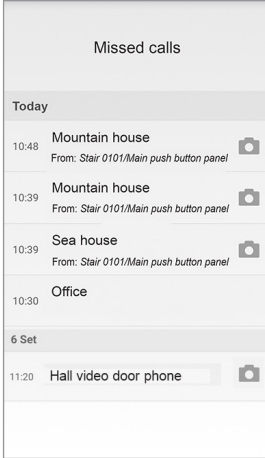 Missed calls
Today
10:48 Mountain house
From: Stair 0101/Main push button panel
10:39 Mountain house
From: Stair 0101/Main push button panel
10:39 Sea house
From: Stair 0101/Main push button panel
10:30 Office
6 Set
11:20 Hall video door phone